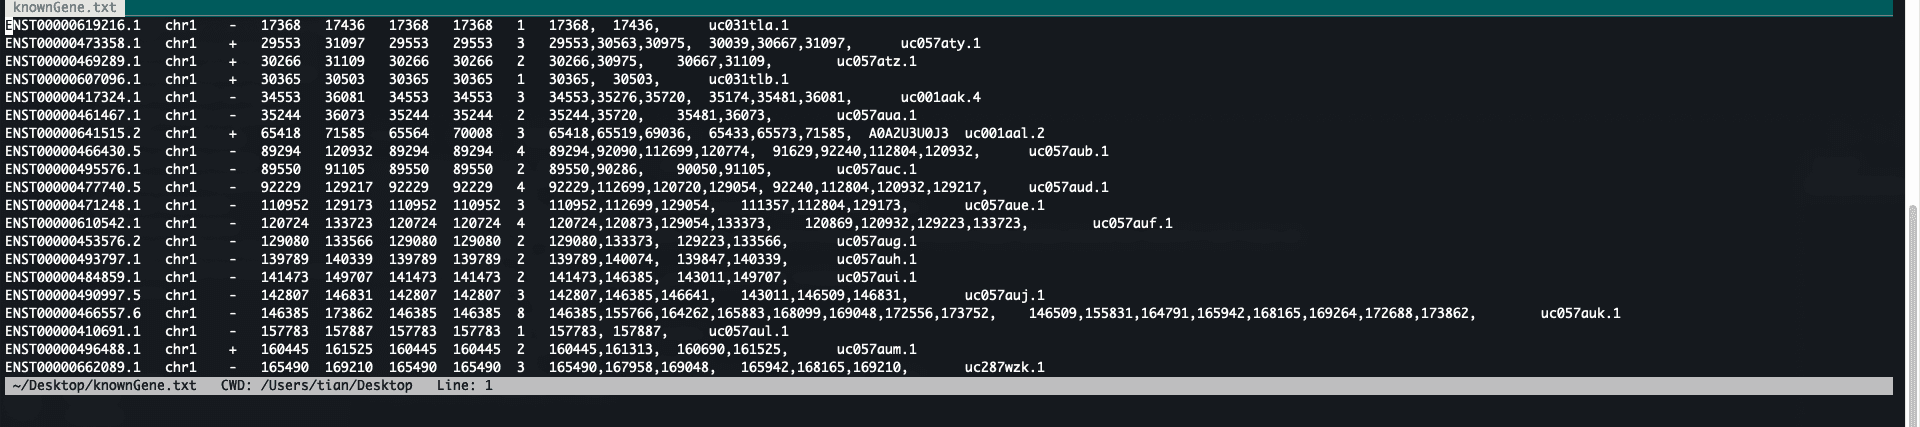 knownGene.txt
ENST00000619216.1 chr1 - 17368 17436 17368 17368 1 17368, 17436, uc031tla.1
ENST00000473358.1 chr1 + 29553 31097 29553 29553 3 29553,30563,30975, 30039,30667,31097, uc057aty.1
ENST00000469289.1 chr1 + 30266 31109 30266 30266 2 30266,30975, 30667,31109, uc057atz.1
ENST00000607096.1 chr1 + 30365 30503 30365 30365 1 30365, 30503, uc031tlb.1
ENST00000417324.1 chr1 - 34553 36081 34553 34553 3 34553,35276,35720, 35174,35481,36081, uc001aak.4
ENST00000461467.1 chr1 - 35244 36073 35244 35244 2 35244,35720, 35481,36073, uc057aua.1
ENST00000641515.2 chr1 + 65418 71585 65564 70008 3 65418,65519,69036, 65433,65573,71585, A0A2U3U0J3 uc001aal.2
ENST00000466430.5 chr1 - 89294 120932 89294 89294 4 89294,92090,112699,120774, 91629,92240,112804,120932, uc057aub.1
ENST00000495576.1 chr1 - 89550 91105 89550 89550 2 89550,90286, 90050,91105, uc057auc.1
ENST00000477740.5 chr1 - 92229 129217 92229 92229 4 92229,112699,120720,129054, 92240,112804,120932,129217, uc057aud.1
ENST00000471248.1 chr1 - 110952 129173 110952 110952 3 110952,112699,129054, 111357,112804,129173, uc057aue.1
ENST00000610542.1 chr1 - 120724 133723 120724 120724 4 120724,120873,129054,133373, 120869,120932,129223,133723, uc057auf.1
ENST00000453576.2 chr1 - 129080 133566 129080 129080 2 129080,133373, 129223,133566, uc057aug.1
ENST00000493797.1 chr1 - 139789 140339 139789 139789 2 139789,140074, 139847,140339, uc057auh.1
ENST00000484859.1 chr1 - 141473 149707 141473 141473 2 141473,146385, 143011,149707, uc057aui.1
ENST00000490997.5 chr1 - 142807 146831 142807 142807 3 142807,146385,146641, 143011,146509,146831, uc057auj.1
ENST00000466557.6 chr1 - 146385 173862 146385 146385 8 146385,155766,164262,165883,168099,169048,172556,173752, 146509,155831,164791,165942,168165,169264,172688,173862, uc057auk.1
ENST00000410691.1 chr1 - 157783 157887 157783 157783 1 157783, 157887, uc057aul.1
ENST00000496488.1 chr1 + 160445 161525 160445 160445 2 160445,161313, 160690,161525, uc057aum.1
ENST00000662089.1 chr1 - 165490 169210 165490 165490 3 165490,167958,169048, 165942,168165,169210, uc287wzk.1
~/Desktop/knownGene.txt CWD: /Users/tian/Desktop Line: 1